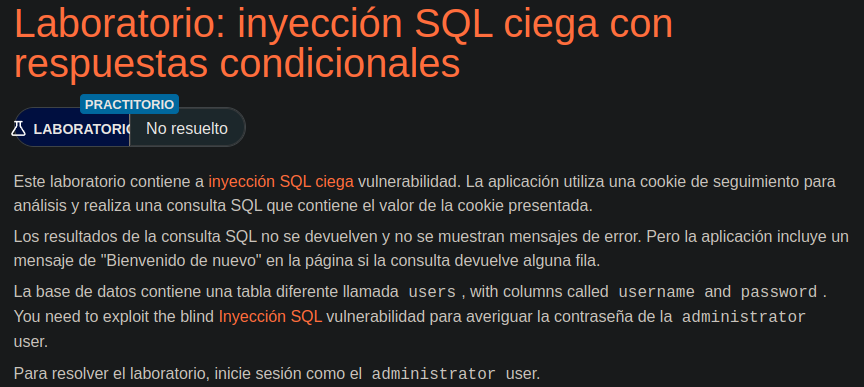 Laboratorio: inyección SQL ciega con
respuestas condicionales
PRACTITORIO
LABORATORIO
No resuelto
Este laboratorio contiene a inyección SQL ciega vulnerabilidad. La aplicación utiliza una cookie de seguimiento para
análisis y realiza una consulta SQL que contiene el valor de la cookie presentada.
Los resultados de la consulta SQL no se devuelven y no se muestran mensajes de error. Pero la aplicación incluye un
mensaje de "Bienvenido de nuevo" en la página si la consulta devuelve alguna fila.
La base de datos contiene una tabla diferente llamada users , with columns called username and password .
You need to exploit the blind Inyección SQL vulnerabilidad para averiguar la contraseña de la administrator
user.
Para resolver el laboratorio, inicie sesión como el administrator user.